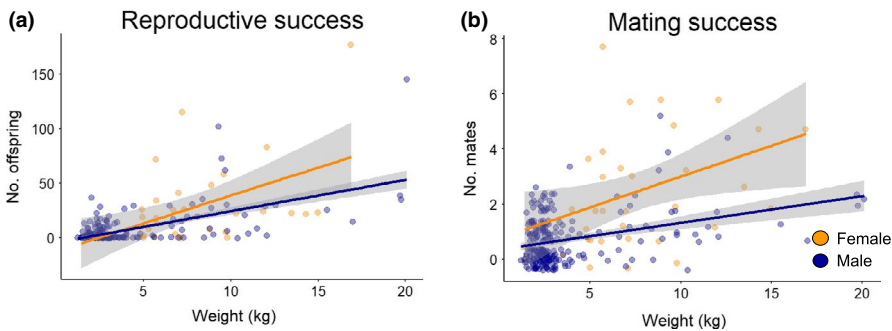 (a)
Reproductive success
No. offspring
150
100
50
0
5
10
15
20
Weight (kg)
(b)
Mating success
No. mates
8
6
4
2
0
5
10
15
20
Weight (kg)
Female
Male